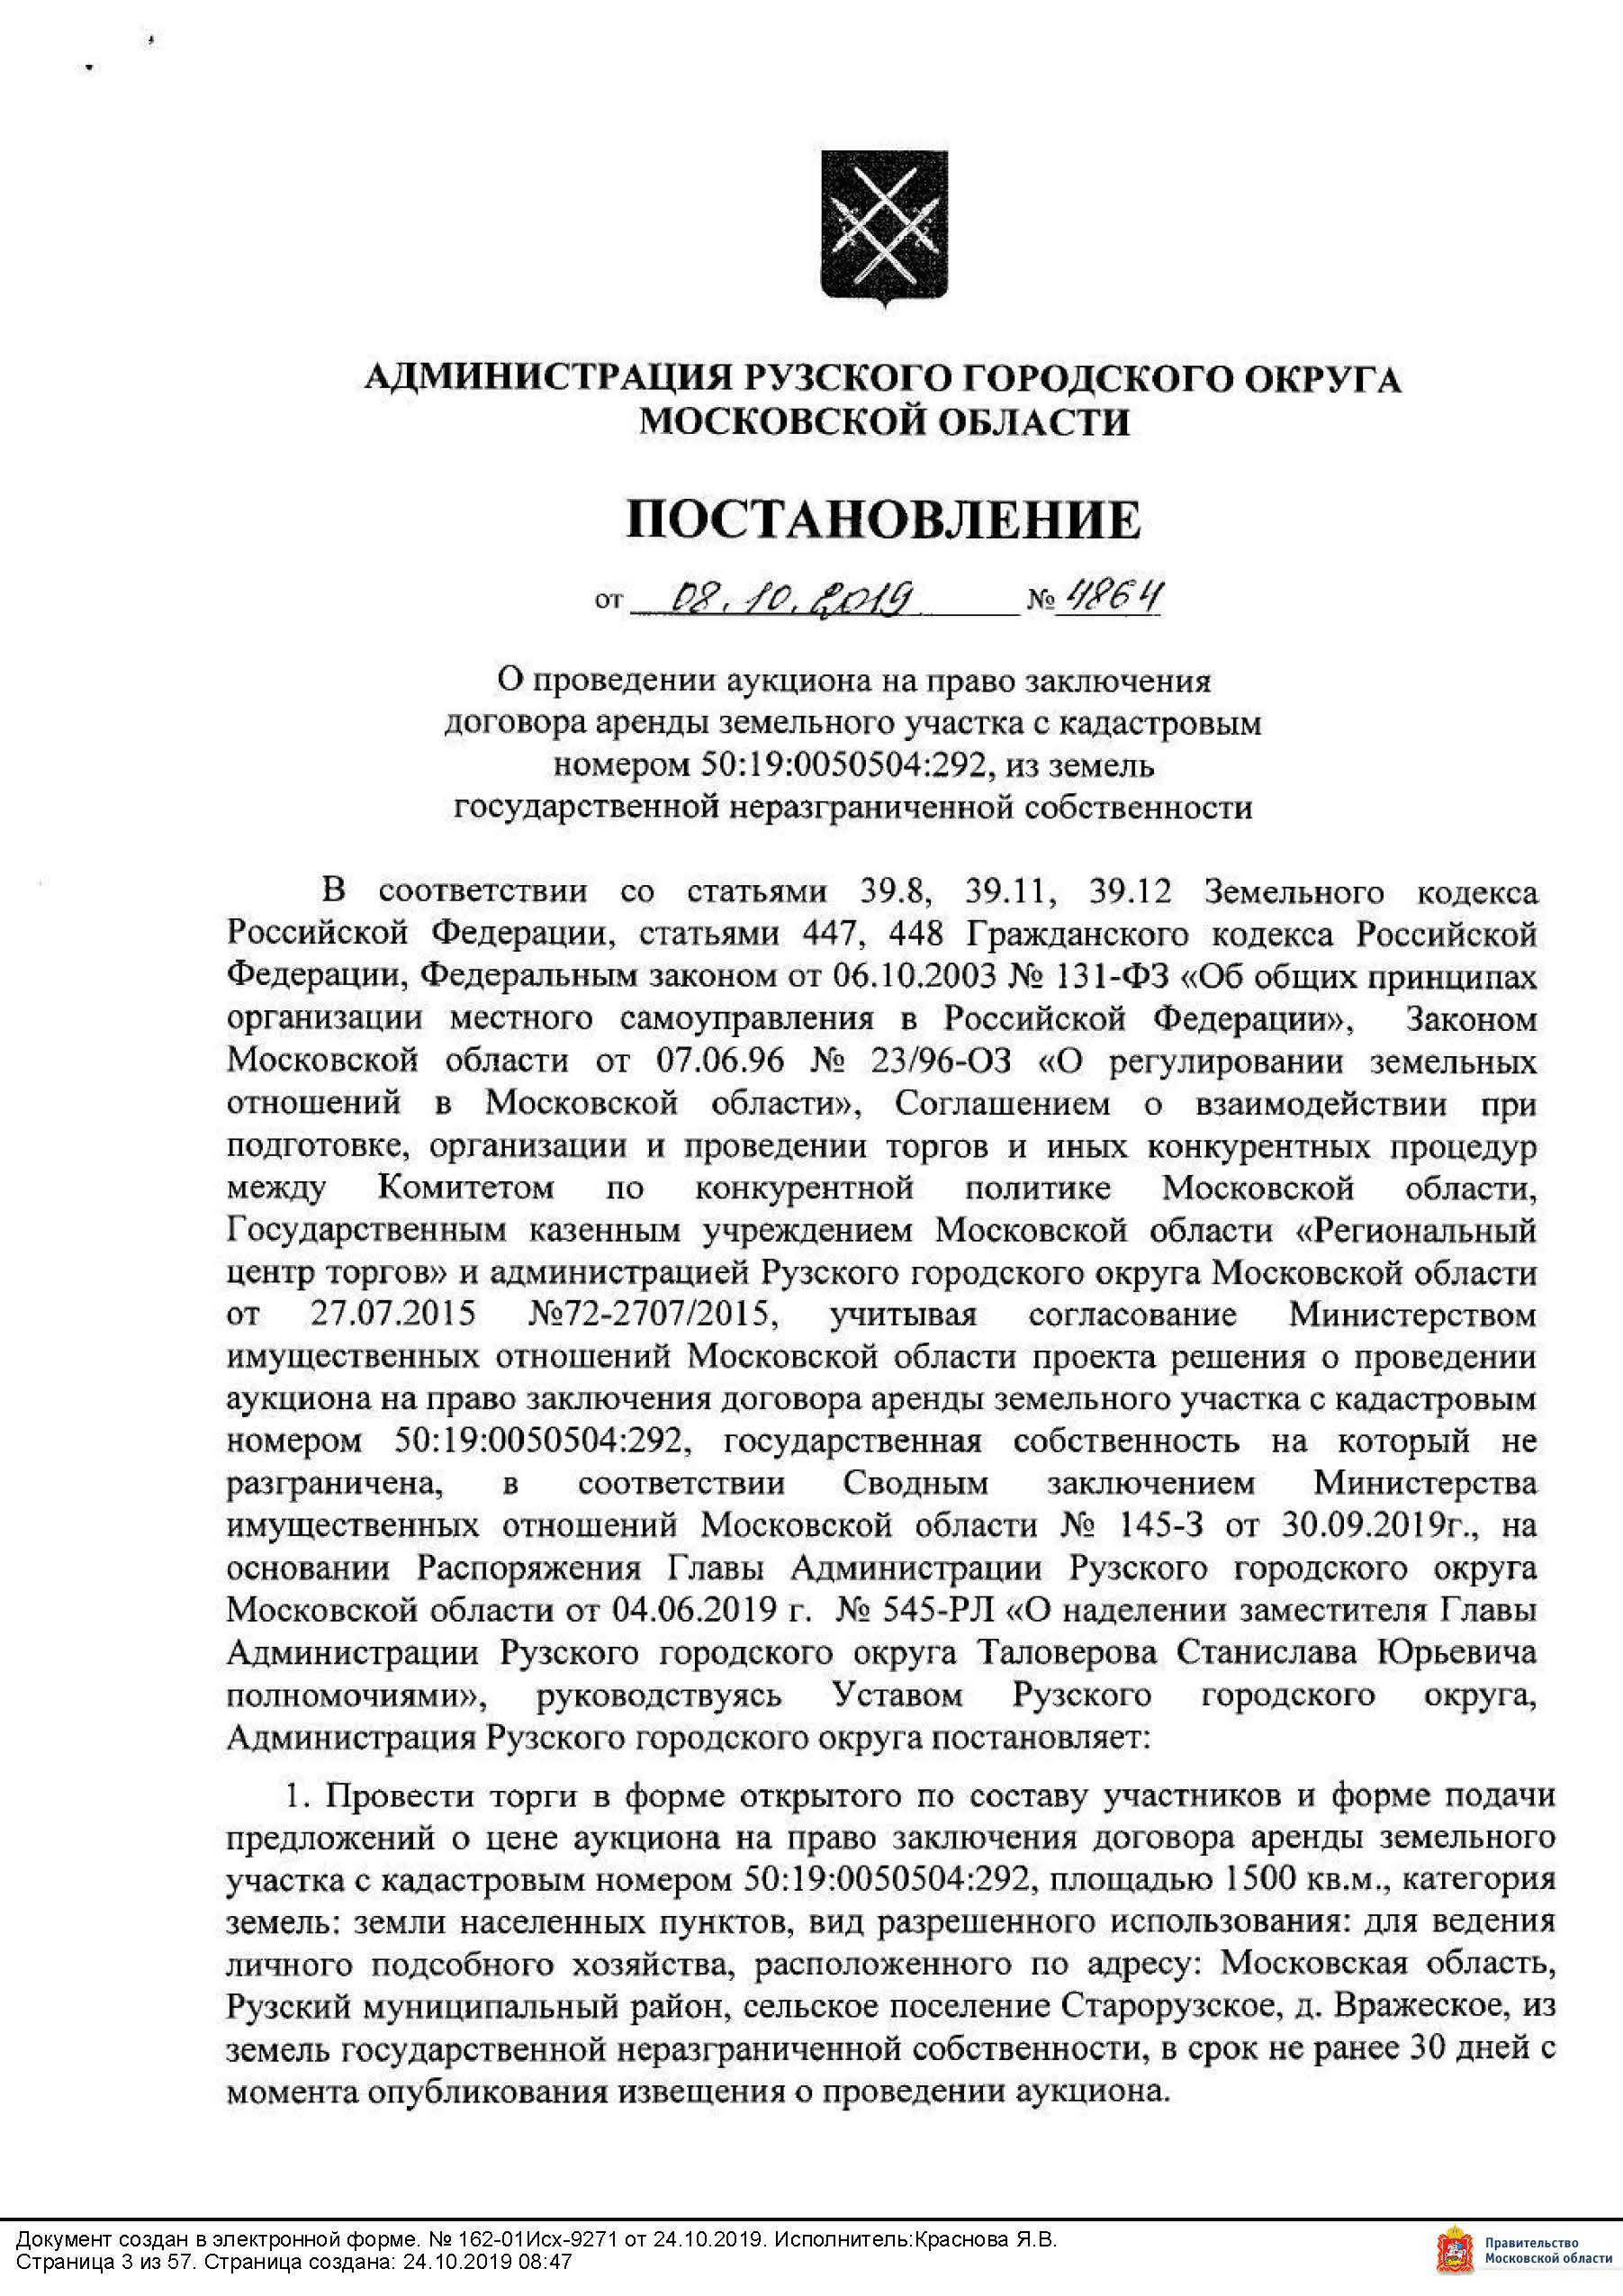 АДМИНИСТРАЦИЯ РУЗСКОГО ГОРОДСКОГО ОКРУГА
МОСКОВСКОЙ ОБЛАСТИ
ПОСТАНОВЛЕНИЕ
от 08.10.2019 № 4864
О проведении аукциона на право заключения
договора аренды земельного участка с кадастровым
номером 50:19:0050504:292, из земель
государственной неразграниченной собственности
В соответствии со статьями 39.8, 39.11, 39.12 Земельного кодекса
Российской Федерации, статьями 447, 448 Гражданского кодекса Российской
Федерации, Федеральным законом от 06.10.2003 № 131-ФЗ «Об общих принципах
организации местного самоуправления в Российской Федерации», Законом
Московской области от 07.06.96 № 23/96-ОЗ «О регулировании земельных
отношений в Московской области», Соглашением о взаимодействии при
подготовке, организации и проведении торгов и иных конкурентных процедур
между Комитетом по конкурентной политике Московской области,
Государственным казенным учреждением Московской области «Региональный
центр торгов» и администрацией Рузского городского округа Московской области
от 27.07.2015 №72-2707/2015, учитывая согласование Министерством
имущественных отношений Московской области проекта решения о проведении
аукциона на право заключения договора аренды земельного участка с кадастровым
номером 50:19:0050504:292, государственная собственность на который не
разграничена, в соответствии Сводным заключением Министерства
имущественных отношений Московской области № 145-З от 30.09.2019г., на
основании Распоряжения Главы Администрации Рузского городского округа
Московской области от 04.06.2019 г. № 545-РЛ «О наделении заместителя Главы
Администрации Рузского городского округа Таловерова Станислава Юрьевича
полномочиями», руководствуясь Уставом Рузского городского округа,
Администрация Рузского городского округа постановляет:
1. Провести торги в форме открытого по составу участников и форме подачи
предложений о цене аукциона на право заключения договора аренды земельного
участка с кадастровым номером 50:19:0050504:292, площадью 1500 кв.м., категория
земель: земли населенных пунктов, вид разрешенного использования: для ведения
личного подсобного хозяйства, расположенного по адресу: Московская область,
Рузский муниципальный район, сельское поселение Старорузское, д. Вражеское, из
земель государственной неразграниченной собственности, в срок не ранее 30 дней с
момента опубликования извещения о проведении аукциона.
Документ создан в электронной форме. № 162-01Исх-9271 от 24.10.2019. Исполнитель:Краснова Я.В.
Страница 3 из 57. Страница создана: 24.10.2019 08:47
Правительство
Московской области